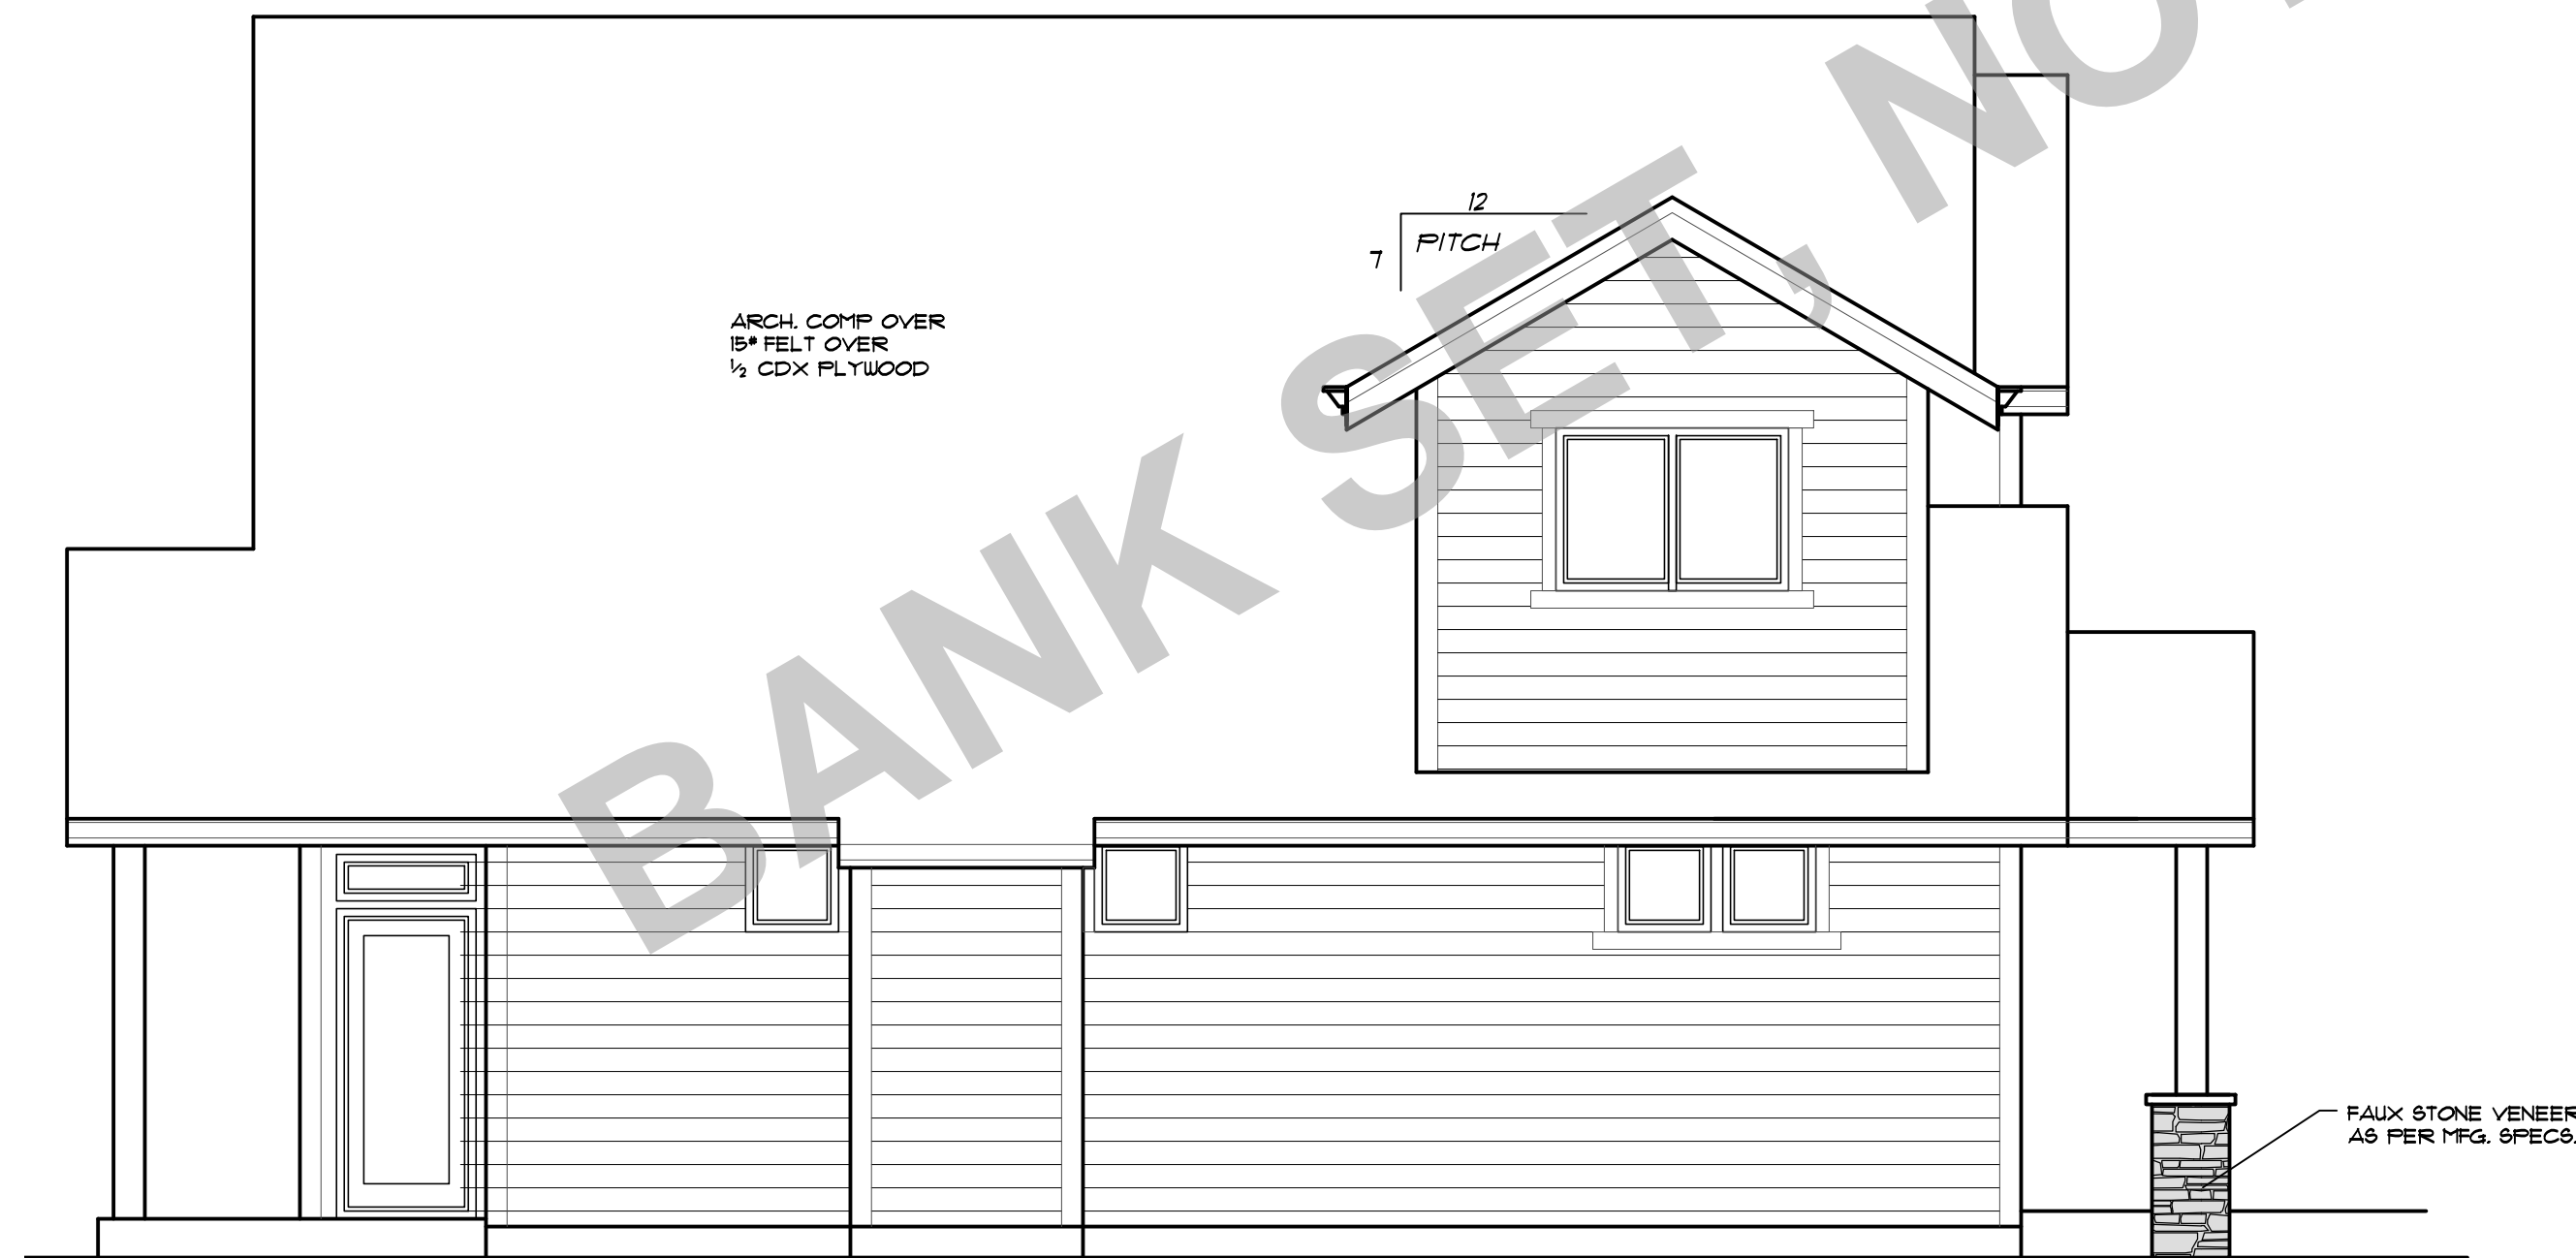 12
PITCH
7
ARCH. COMP OVER
15# FELT OVER
½ CDX PLYWOOD
BANK SET, NO
FAUX STONE VENEER
AS PER MFG. SPECS.